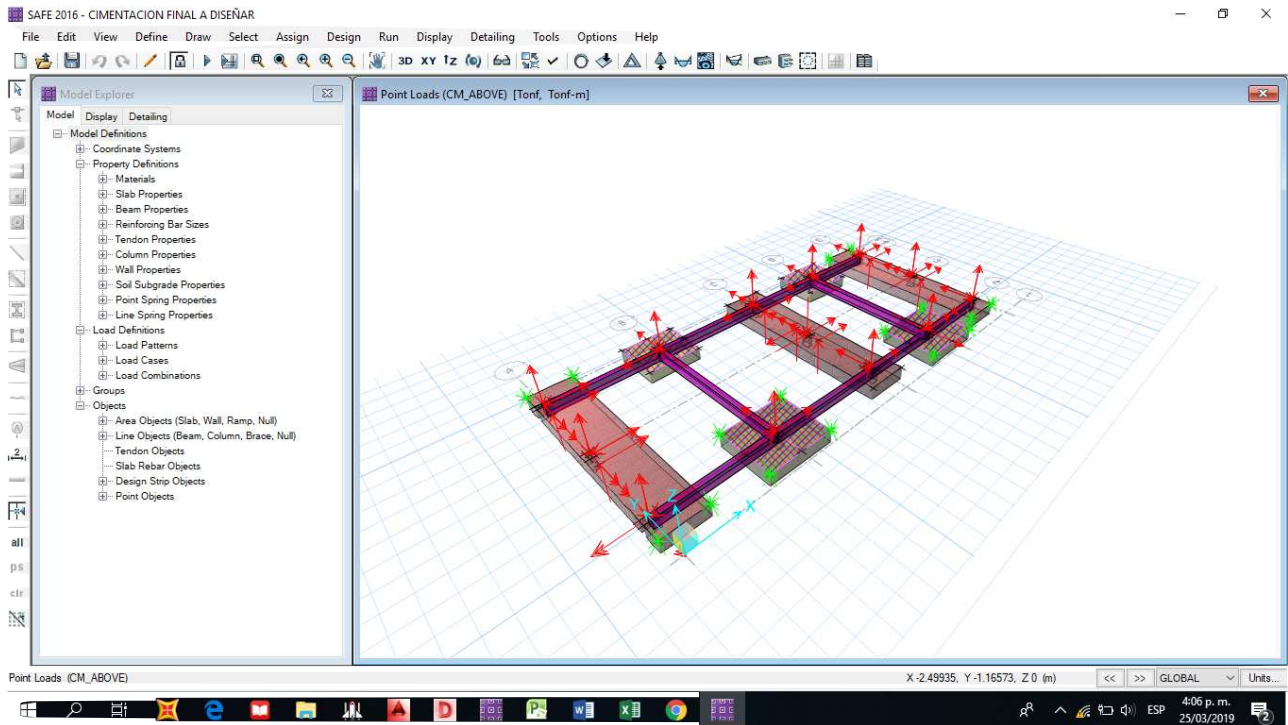 SAFE 2016 - CIMENTACION FINAL A DISEÑAR
File Edit View Define Draw Select Assign Design Run Display Detailing Tools Options Help
3D XY
Model Explorer
Model Display Detailing
Model Definitions
Coordinate Systems
Property Definitions
Materials
Slab Properties
Beam Properties
Reinforcing Bar Sizes
Tendon Properties
Column Properties
Wall Properties
Soil Subgrade Properties
Point Spring Properties
Line Spring Properties
Load Definitions
Load Patterns
Load Cases
Load Combinations
Groups
Objects
Area Objects (Slab, Wall, Ramp, Null)
Line Objects (Beam, Column, Brace, Null)
Tendon Objects
Slab Rebar Objects
Design Strip Objects
Point Objects
all
ps
clr
Point Loads (CM_ABOVE) [Tonf, Tonf-m]
Z
Y
X
Point Loads (CM_ABOVE)
X -2.49935, Y -1.16573, Z 0 (m)
<< >> GLOBAL Units...
ESP
4:06 p. m.
25/03/2019